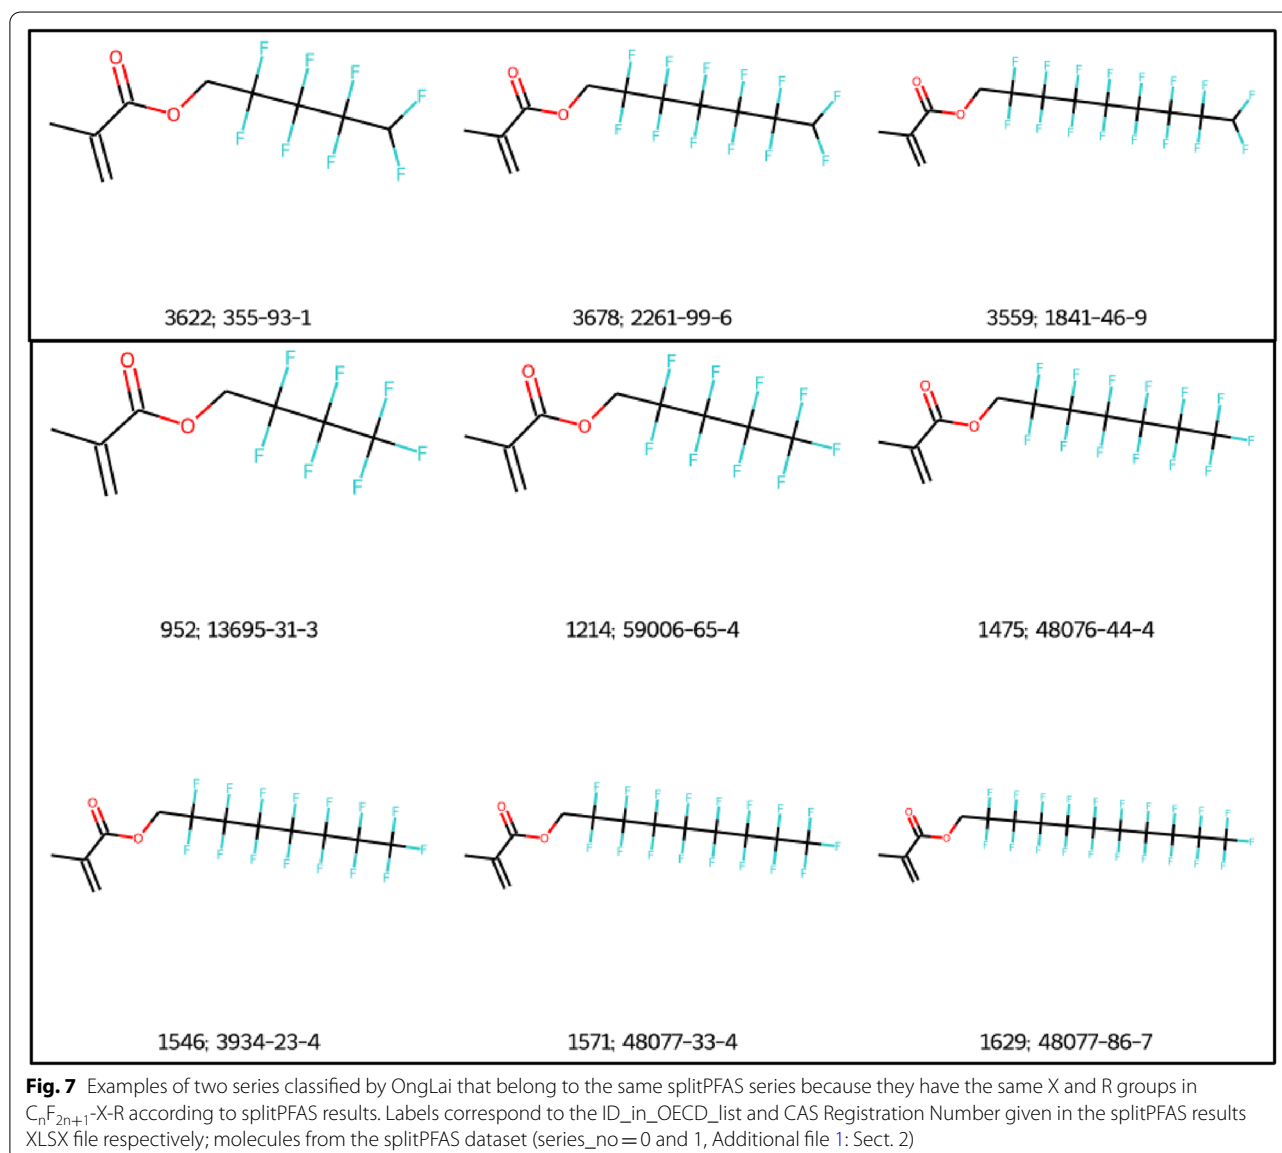 O F F F F
O F F F F
3622; 355-93-1
O F F F F F F
O F F F F F F
3678; 2261-99-6
O F F F F F F F F
O F F F F F F F F
3559; 1841-46-9
O F F F F
O F F F
952; 13695-31-3
O F F F F F
O F F F F
1214; 59006-65-4
O F F F F F F F
O F F F F F F
1475; 48076-44-4
O F F F F F F F F
O F F F F F F F
1546; 3934-23-4
O F F F F F F F F F
O F F F F F F F F
1571; 48077-33-4
O F F F F F F F F F F F
O F F F F F F F F F F
1629; 48077-86-7
Fig. 7 Examples of two series classified by OngLai that belong to the same splitPFAS series because they have the same X and R groups in
CnF2n+1-X-R according to splitPFAS results. Labels correspond to the ID_in_OECD_list and CAS Registration Number given in the splitPFAS results
XLSX file respectively; molecules from the splitPFAS dataset (series_no = 0 and 1, Additional file 1: Sect. 2)